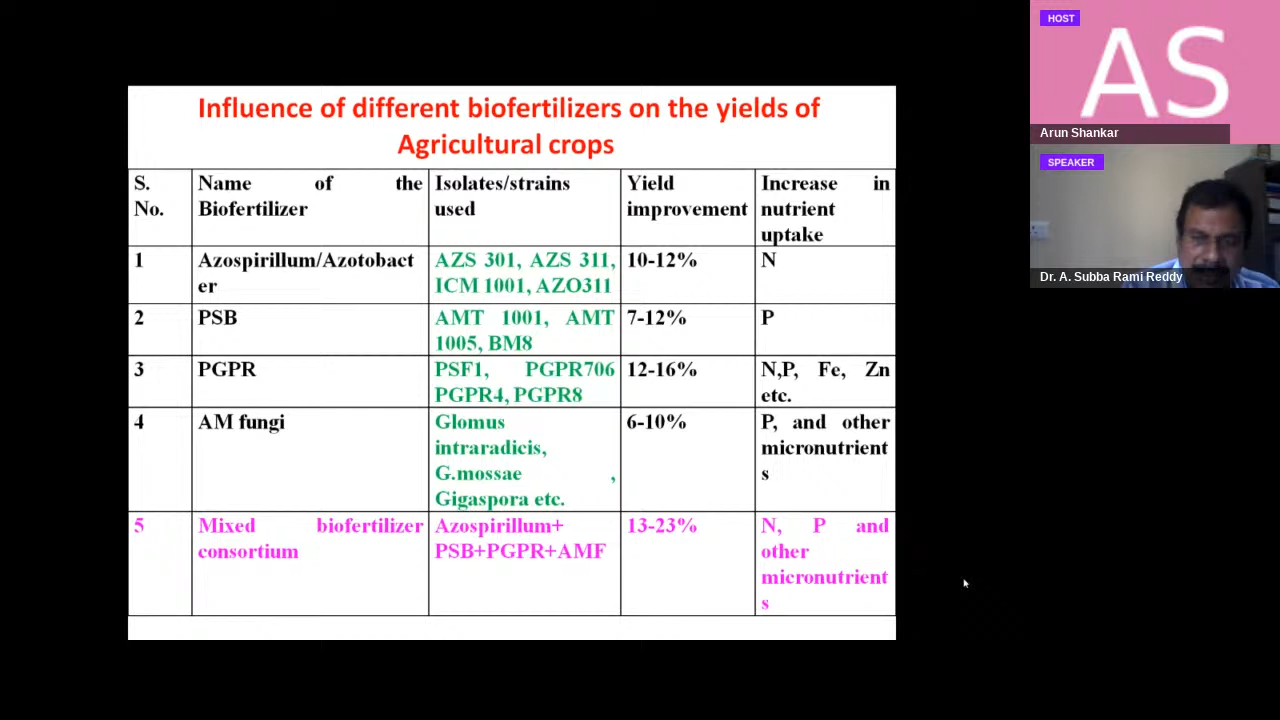 Influence of different biofertilizers on the yields of
Agricultural crops
S.
No.
Name of the
Biofertilizer
Isolates/strains
used
Yield
improvement
Increase in
nutrient
uptake
1
Azospirillum/Azotobact
er
AZS 301, AZS 311,
ICM 1001, AZO311
10-12%
N
2
PSB
AMT 1001, AMT
1005, BM8
7-12%
P
3
PGPR
PSF1, PGPR706
PGPR4, PGPR8
12-16%
N,P, Fe, Zn
etc.
4
AM fungi
Glomus
intraradicis,
G.mossae ,
Gigaspora etc.
6-10%
P, and other
micronutrient
s
5
Mixed biofertilizer
consortium
Azospirillum+
PSB+PGPR+AMF
13-23%
N, P and
other
micronutrient
s
HOST
AS
Arun Shankar
SPEAKER
Dr. A. Subba Rami Reddy